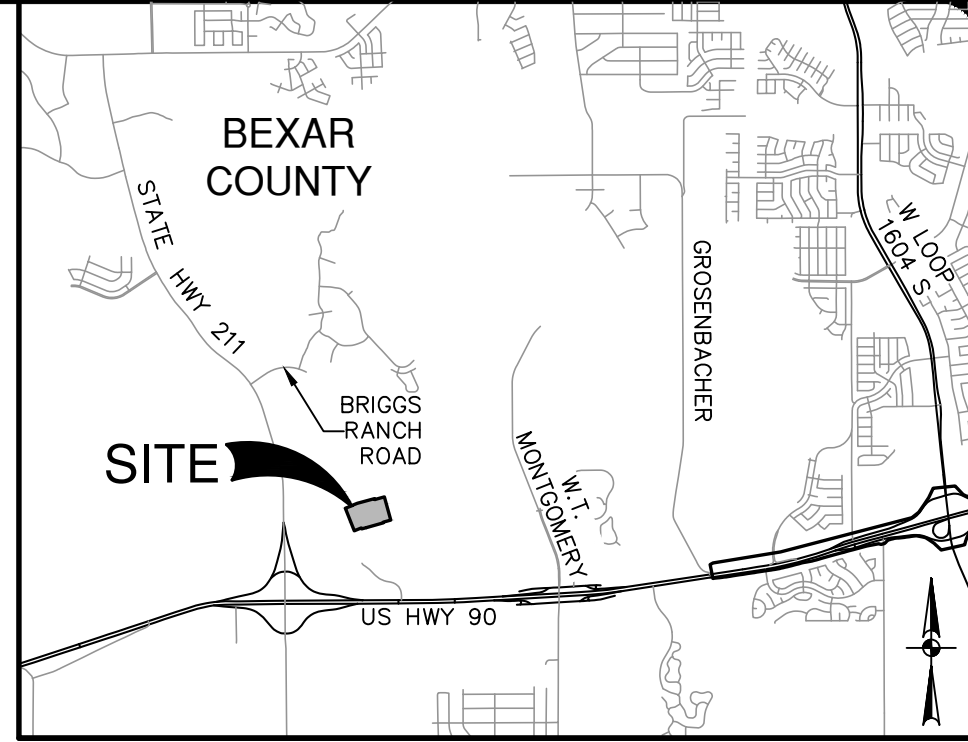 BEXAR
COUNTY
STATE HWY 211
W LOOP
1604 S
GROSENBACHER
BRIGGS
RANCH
ROAD
SITE
W.T.
MONTGOMERY
US HWY 90